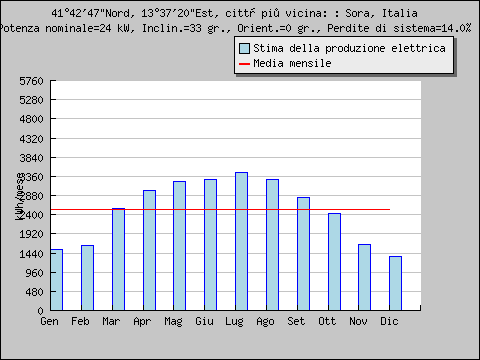 41°42'47"Nord, 13°37'20"Est, cittŕ piů vicina: : Sora, Italia
Potenza nominale=24 kW, Inclin.=33 gr., Orient.=0 gr., Perdite di sistema=14.0%
Stima della produzione elettrica
Media mensile
kWh/mese
5760
5280
4800
4320
3840
3360
2880
2400
1920
1440
960
480
0
Gen Feb Mar Apr Mag Giu Lug Ago Set Ott Nov Dic